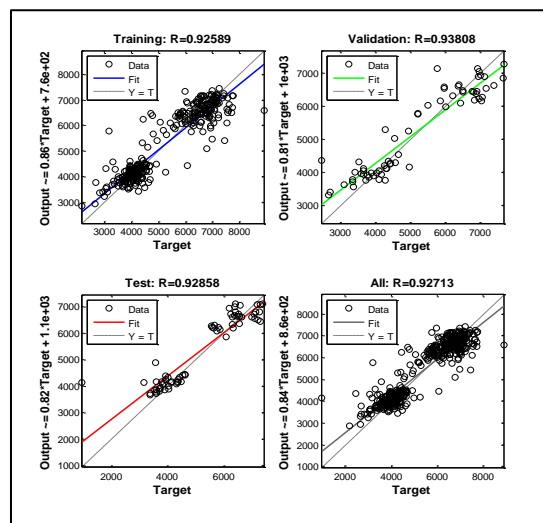 Training: R=0.92589
Output ~= 0.86*Target + 7.6e+02
7000
6000
5000
4000
3000
Data
Fit
Y = T
4000
6000
8000
Target
Validation: R=0.93808
Output ~= 0.81*Target + 1e+03
7000
6000
5000
4000
3000
Data
Fit
Y = T
3000
4000
5000
6000
7000
Target
Test: R=0.92858
Output ~= 0.82*Target + 1.1e+03
7000
6000
5000
4000
3000
2000
1000
Data
Fit
Y = T
2000
4000
6000
Target
All: R=0.92713
Output ~= 0.84*Target + 8.6e+02
8000
7000
6000
5000
4000
3000
2000
1000
Data
Fit
Y = T
2000
4000
6000
8000
Target